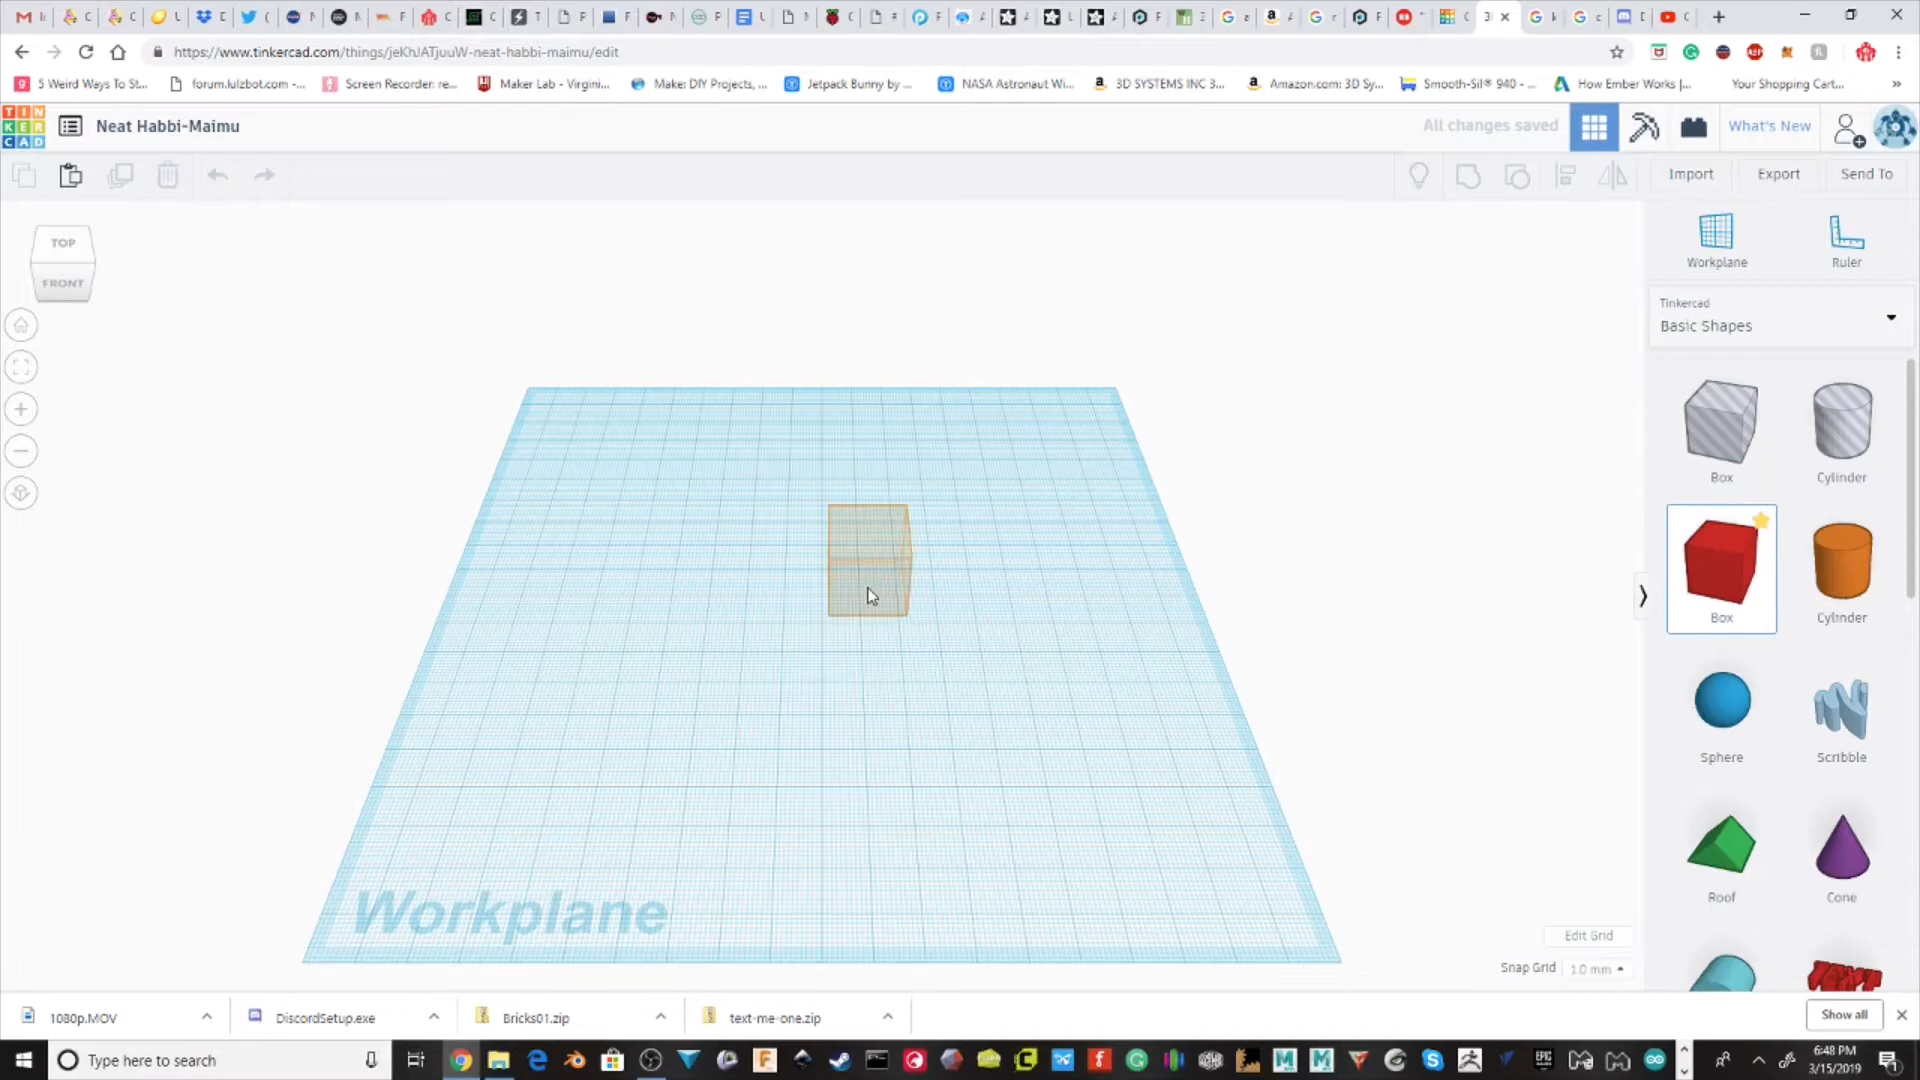 https://www.tinkercad.com/things/jeKhJATjuuW-neat-habbi-maimu/edit
5 Weird Ways To St...
forum.lulzbot.com -...
Screen Recorder: re...
Maker Lab - Virgini...
Make: DIY Projects, ...
Jetpack Bunny by ...
NASA Astronaut Wi...
3D SYSTEMS INC 3...
Amazon.com: 3D Sy...
Smooth-Sil® 940 - ...
How Ember Works |...
Your Shopping Cart...
TIN
KER
CAD
Neat Habbi-Maimu
All changes saved
What's New
Import
Export
Send To
TOP
FRONT
Workplane
Ruler
Tinkercad
Basic Shapes
Box
Cylinder
Box
Cylinder
Sphere
Scribble
Roof
Cone
Workplane
Edit Grid
Snap Grid
1.0 mm
1080p.MOV
DiscordSetup.exe
Bricks01.zip
text-me-one.zip
Show all
Type here to search
6:48 PM
3/15/2019